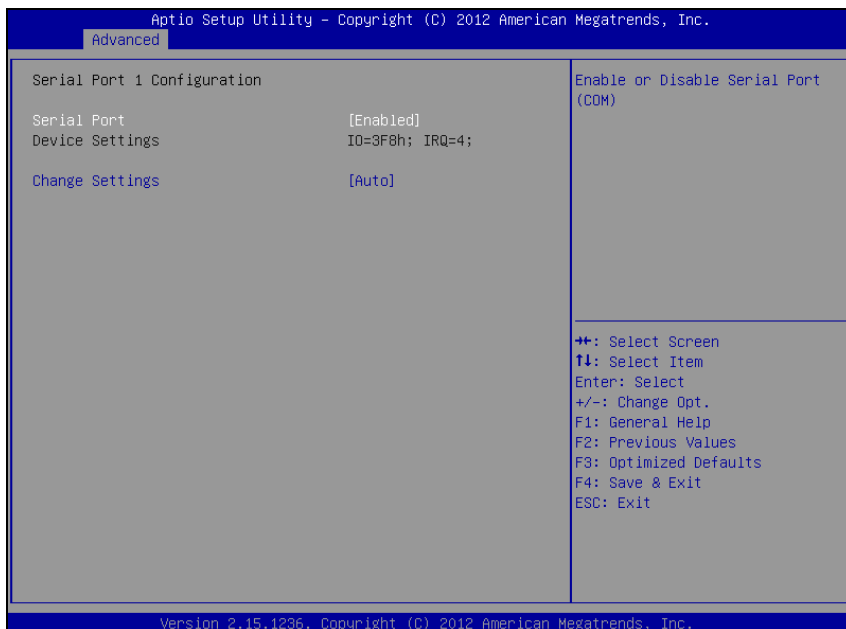 Aptio Setup Utility – Copyright (C) 2012 American Megatrends, Inc.
Advanced
Serial Port 1 Configuration
Serial Port [Enabled]
Device Settings IO=3F8h; IRQ=4;
Change Settings [Auto]
Enable or Disable Serial Port
(COM)
→←: Select Screen
↑↓: Select Item
Enter: Select
+/-: Change Opt.
F1: General Help
F2: Previous Values
F3: Optimized Defaults
F4: Save & Exit
ESC: Exit
Version 2.15.1236. Copyright (C) 2012 American Megatrends, Inc.